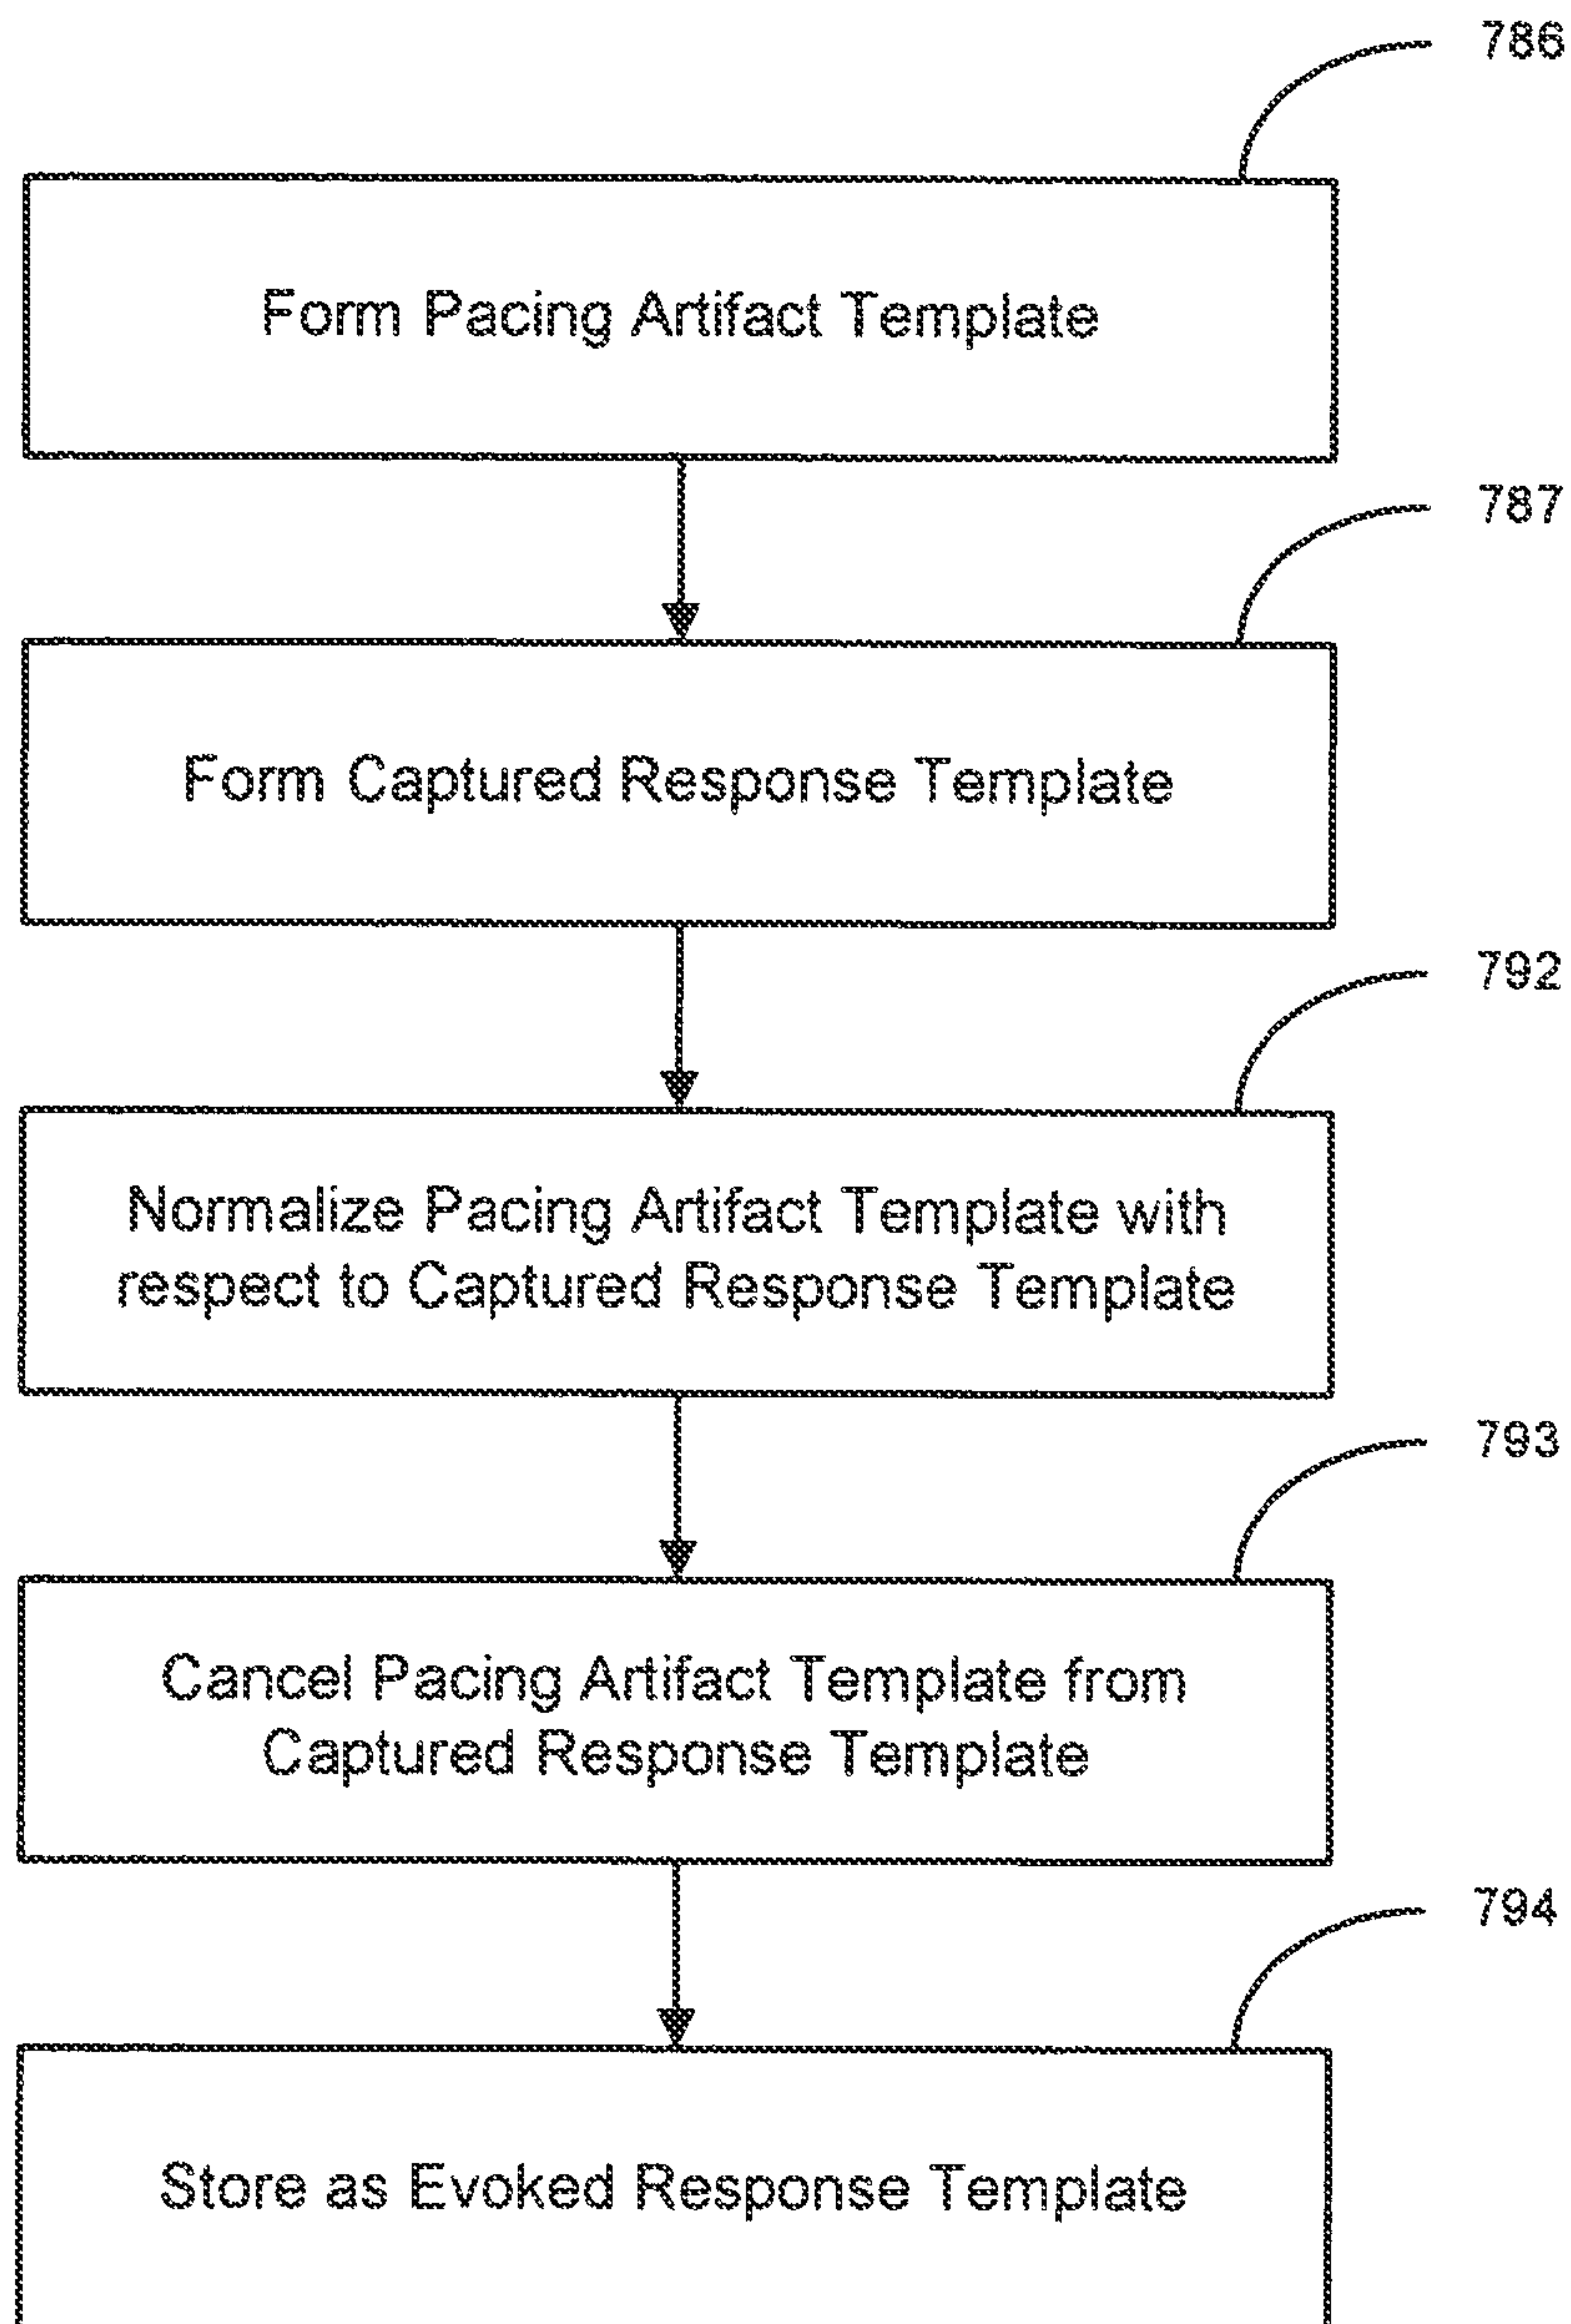 786
Form Pacing Artifact Template
787
Form Captured Response Template
792
Normalize Pacing Artifact Template with
respect to Captured Response Template
793
Cancel Pacing Artifact Template from
Captured Response Template
794
Store as Evoked Response Template